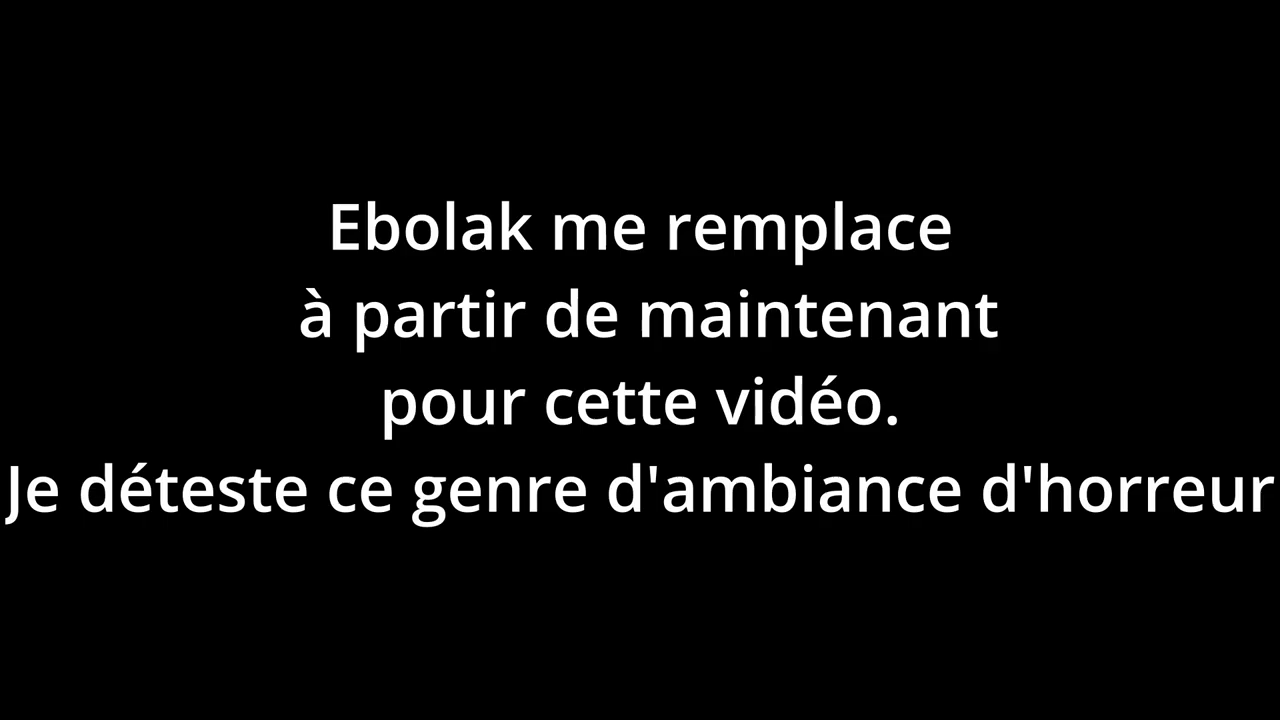 Ebolak me remplace
à partir de maintenant
pour cette vidéo.
Je déteste ce genre d'ambiance d'horreur